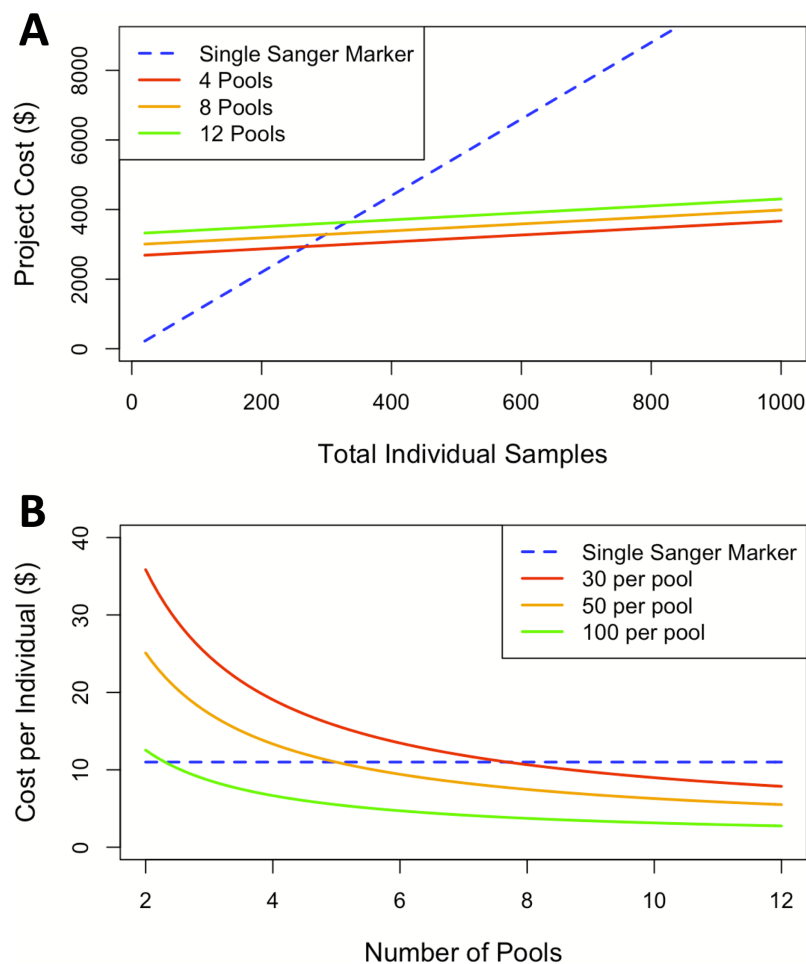 A
Single Sanger Marker
4 Pools
8 Pools
12 Pools
Project Cost ($)
8000
6000
4000
2000
0
0 200 400 600 800 1000
Total Individual Samples
B
Single Sanger Marker
30 per pool
50 per pool
100 per pool
Cost per Individual ($)
40
30
20
10
0
2 4 6 8 10 12
Number of Pools